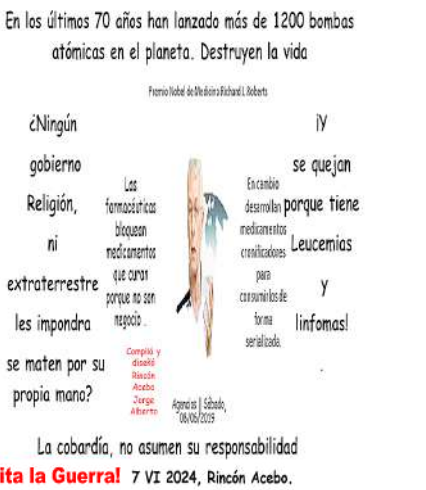 En los últimos 70 años han lanzado más de 1200 bombas
atómicas en el planeta. Destruyen la vida
Premio Nobel de Medicina Richard J. Roberts
¿Ningún
gobierno
Religión,
ni
extraterrestre
les impondra
se maten por su
propia mano?
Las
farmacéuticas
bloquean
medicamentos
que curan
porque no son
negocio .
Compiló y
diseñó
Rincón
Acebo
Jorge
Alberto
En cambio
desarrollan
medicamentos
cronificadores
para
consumirlos de
forma
serializada.
Agencias | Sábado,
08/06/2019
¡Y
se quejan
porque tiene
Leucemias
y
linfomas!
.
La cobardía, no asumen su responsabilidad
ita la Guerra! 7 VI 2024, Rincón Acebo.